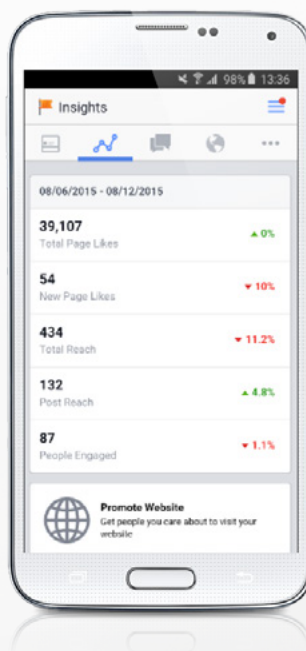 98% 13:36
Insights
08/06/2015 - 08/12/2015
39,107
Total Page Likes
▲ 0%
54
New Page Likes
▼ 10%
434
Total Reach
▼ 11.2%
132
Post Reach
▲ 4.8%
87
People Engaged
▼ 1.1%
Promote Website
Get people you care about to visit your
website